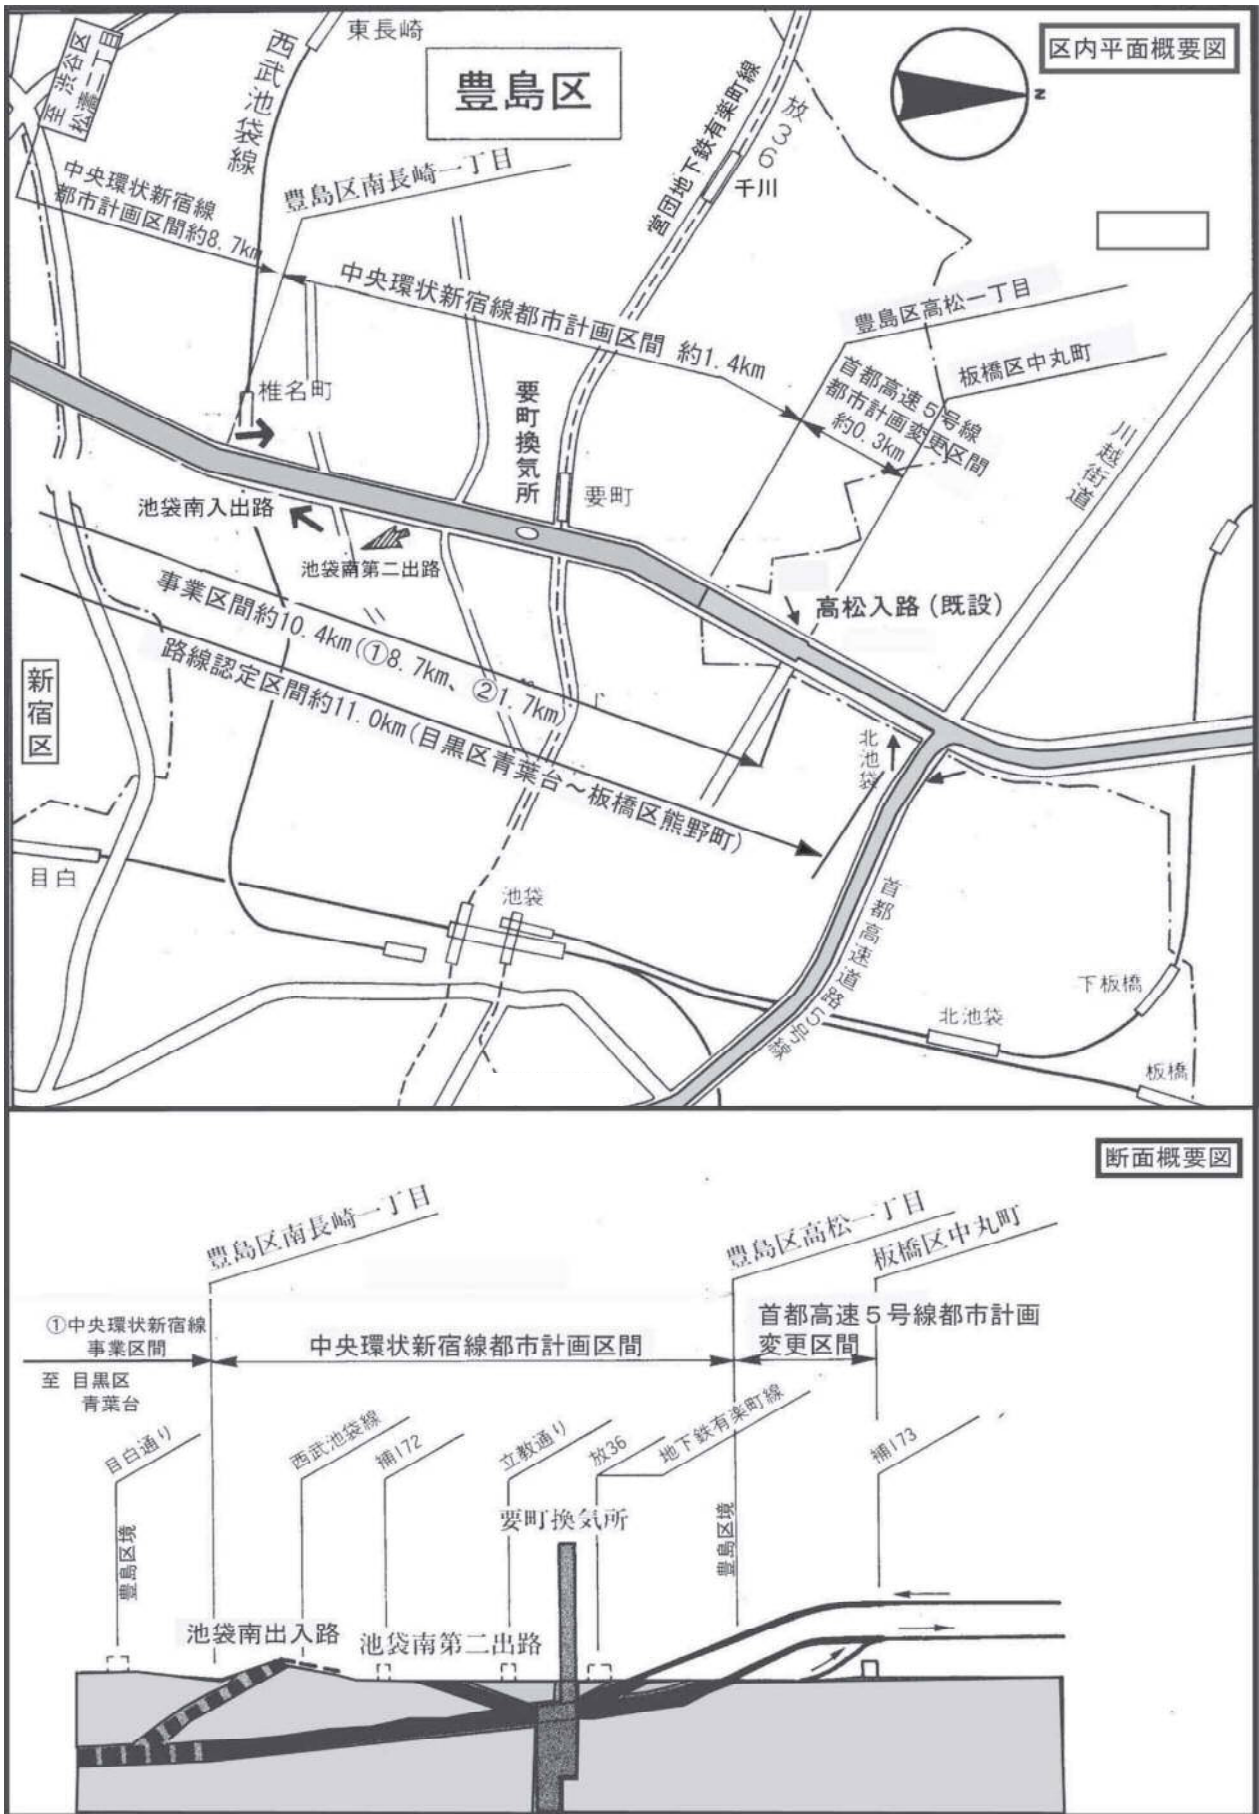 区内平面概要図
豊島区
東長崎
至 渋谷区
松濤二丁目
西武池袋線
営団地下鉄有楽町線
放36
千川
N
中央環状新宿線
都市計画区間約8.7km
豊島区南長崎一丁目
中央環状新宿線都市計画区間 約1.4km
豊島区高松一丁目
首都高速5号線
都市計画変更区間
約0.3km
板橋区中丸町
川越街道
椎名町
要町換気所
要町
池袋南入出路
池袋南第二出路
高松入路(既設)
事業区間約10.4km(①8.7km、②1.7km)
路線認定区間約11.0km(目黒区青葉台~板橋区熊野町)
新宿区
北池袋
目白
池袋
首都高速道路5号線
北池袋
下板橋
板橋
断面概要図
豊島区南長崎一丁目
豊島区高松一丁目
板橋区中丸町
①中央環状新宿線
事業区間
中央環状新宿線都市計画区間
首都高速5号線都市計画
変更区間
至 目黒区
青葉台
目白通り
西武池袋線
補172
立教通り
放36
地下鉄有楽町線
補173
要町換気所
豊島区境
豊島区境
池袋南出入路
池袋南第二出路